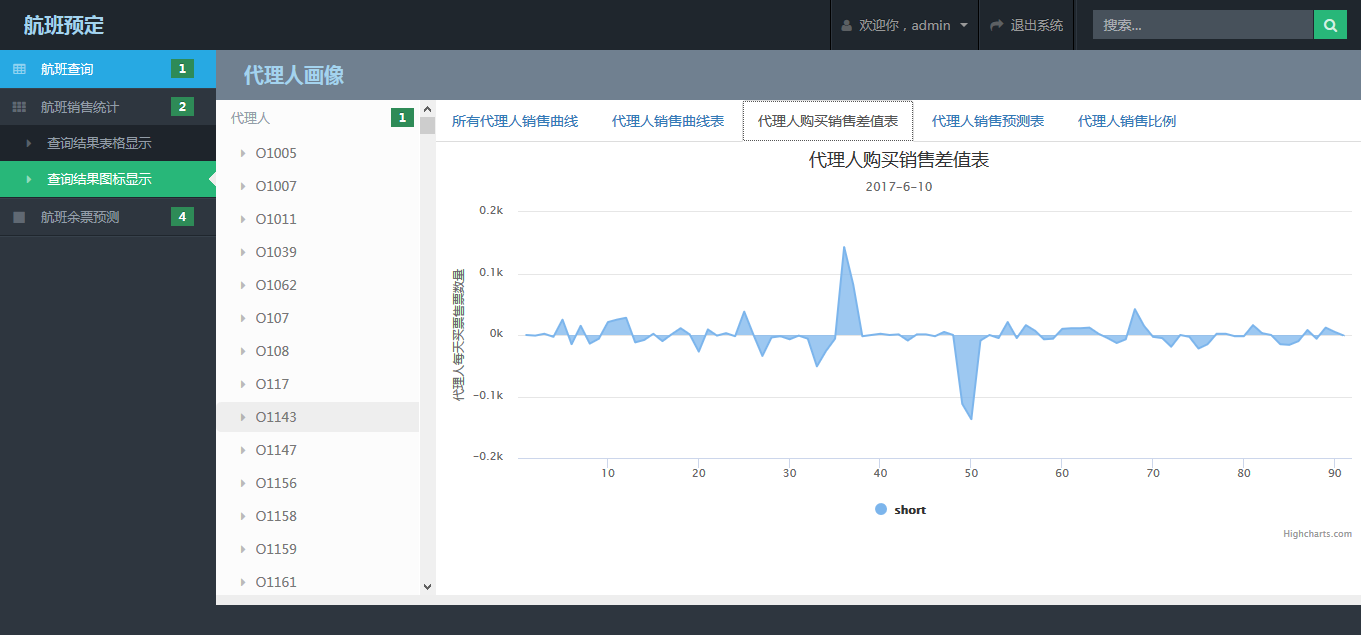 航班预定
欢迎你，admin
退出系统
搜索...
航班查询
1
航班销售统计
2
查询结果表格显示
查询结果图标显示
航班余票预测
4
代理人画像
代理人
1
O1005
O1007
O1011
O1039
O1062
O107
O108
O117
O1143
O1147
O1156
O1158
O1159
O1161
所有代理人销售曲线
代理人销售曲线表
代理人购买销售差值表
代理人销售预测表
代理人销售比例
代理人购买销售差值表
2017-6-10
代理人每天买票售票数量
0.2k
0.1k
0k
-0.1k
-0.2k
10
20
30
40
50
60
70
80
90
short
Highcharts.com